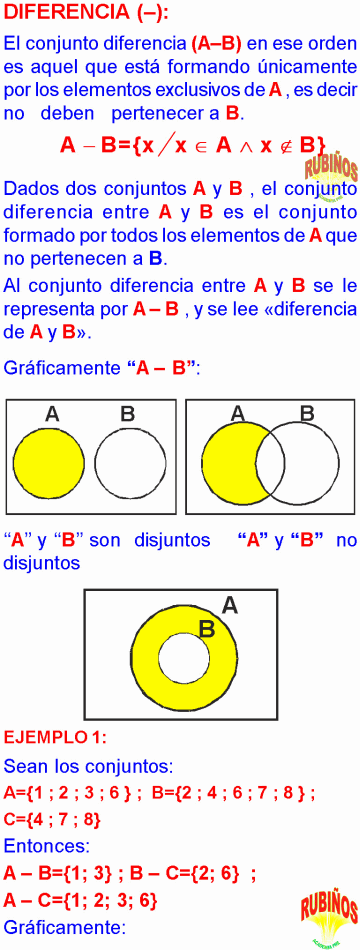 DIFERENCIA (–):
El conjunto diferencia (A–B) en ese orden
es aquel que está formando únicamente
por los elementos exclusivos de A , es decir
no deben pertenecer a B.
A – B={x / x ∈ A ∧ x ∉ B}
RUBIÑOS
Dados dos conjuntos A y B , el conjunto
diferencia entre A y B es el conjunto
formado por todos los elementos de A que
no pertenecen a B.
Al conjunto diferencia entre A y B se le
representa por A – B , y se lee «diferencia
de A y B».
Gráficamente “A – B”:
A B A B
“A” y “B” son disjuntos “A” y “B” no
disjuntos
A
B
EJEMPLO 1:
Sean los conjuntos:
A={1 ; 2 ; 3 ; 6 } ; B={2 ; 4 ; 6 ; 7 ; 8 } ;
C={4 ; 7 ; 8}
Entonces:
A – B={1; 3} ; B – C={2; 6} ;
A – C={1; 2; 3; 6}
RUBIÑOS
Gráficamente: